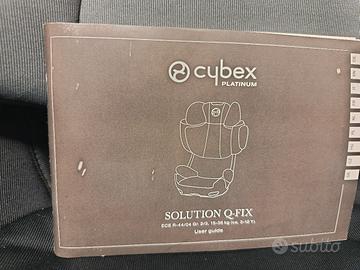 cybex
PLATINUM
SOLUTION Q-FIX
ECE R-44/04 Gr. 2/3, 15-36 kg (ca. 3-12 Y).
User guide
subito